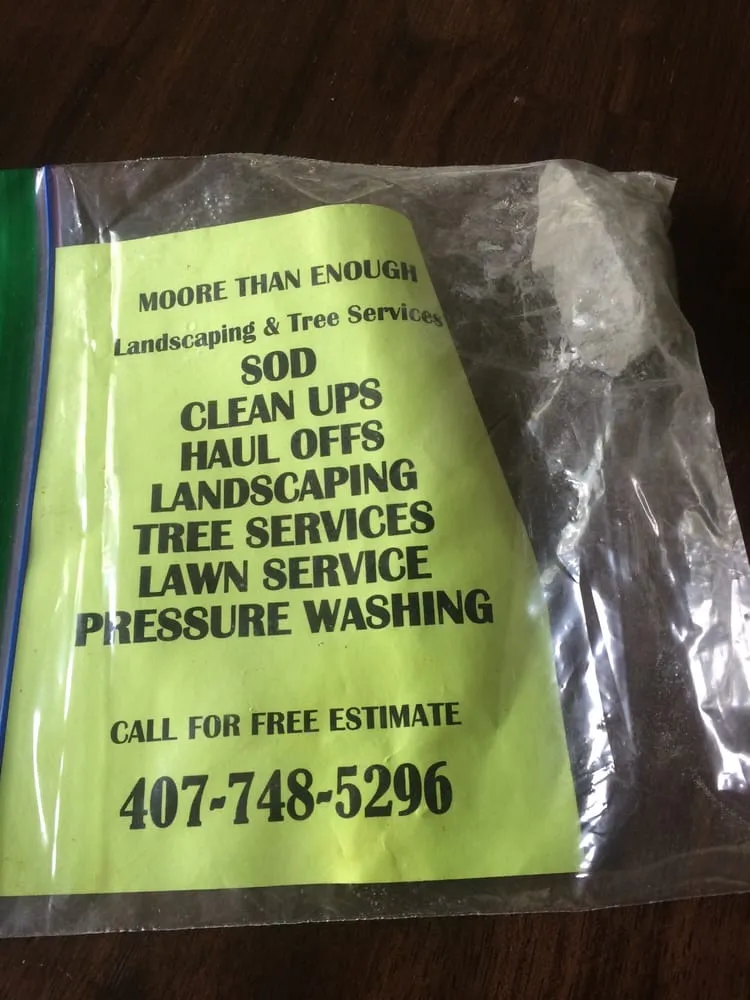 MOORE THAN ENOUGH
Landscaping & Tree Services
SOD
CLEAN UPS
HAUL OFFS
LANDSCAPING
TREE SERVICES
LAWN SERVICE
PRESSURE WASHING
CALL FOR FREE ESTIMATE
407-748-5296